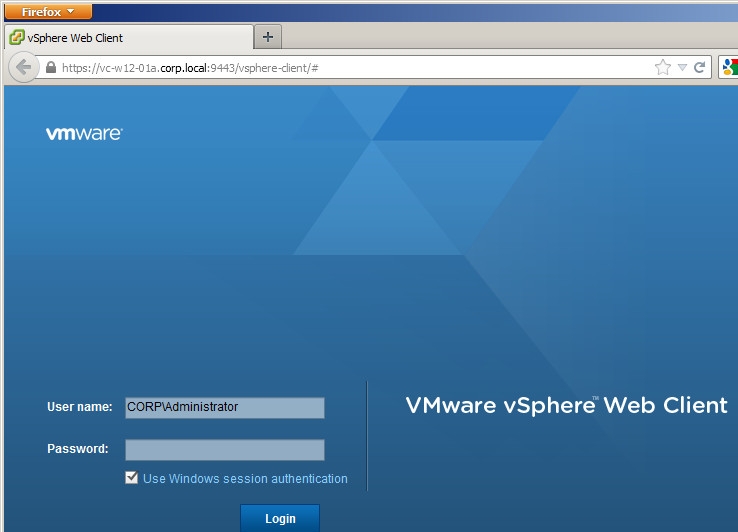 Firefox
vSphere Web Client
+
https://vc-w12-01a.corp.local:9443/vsphere-client/#
vmware®
User name: CORP\Administrator
VMware vSphere™ Web Client
Password:
Use Windows session authentication
Login